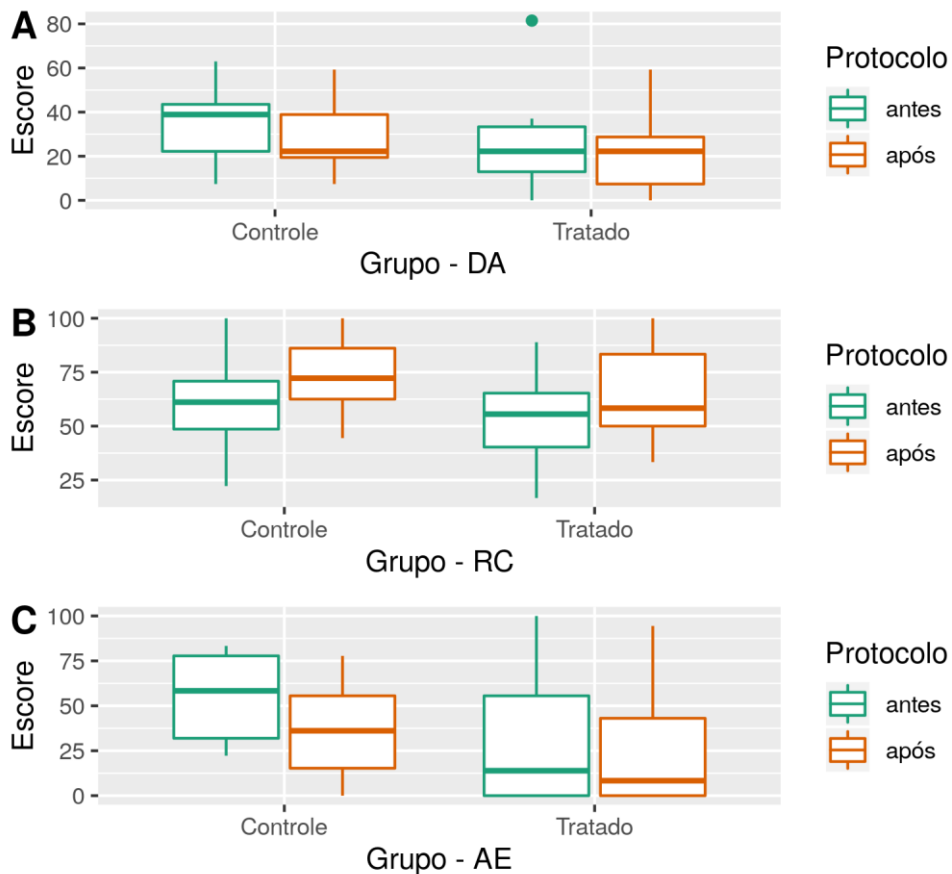 A
80
60
40
20
0
Escore
Controle
Tratado
Grupo - DA
Protocolo
antes
após
B
100
75
50
25
Escore
Controle
Tratado
Grupo - RC
Protocolo
antes
após
C
100
75
50
25
0
Escore
Controle
Tratado
Grupo - AE
Protocolo
antes
após